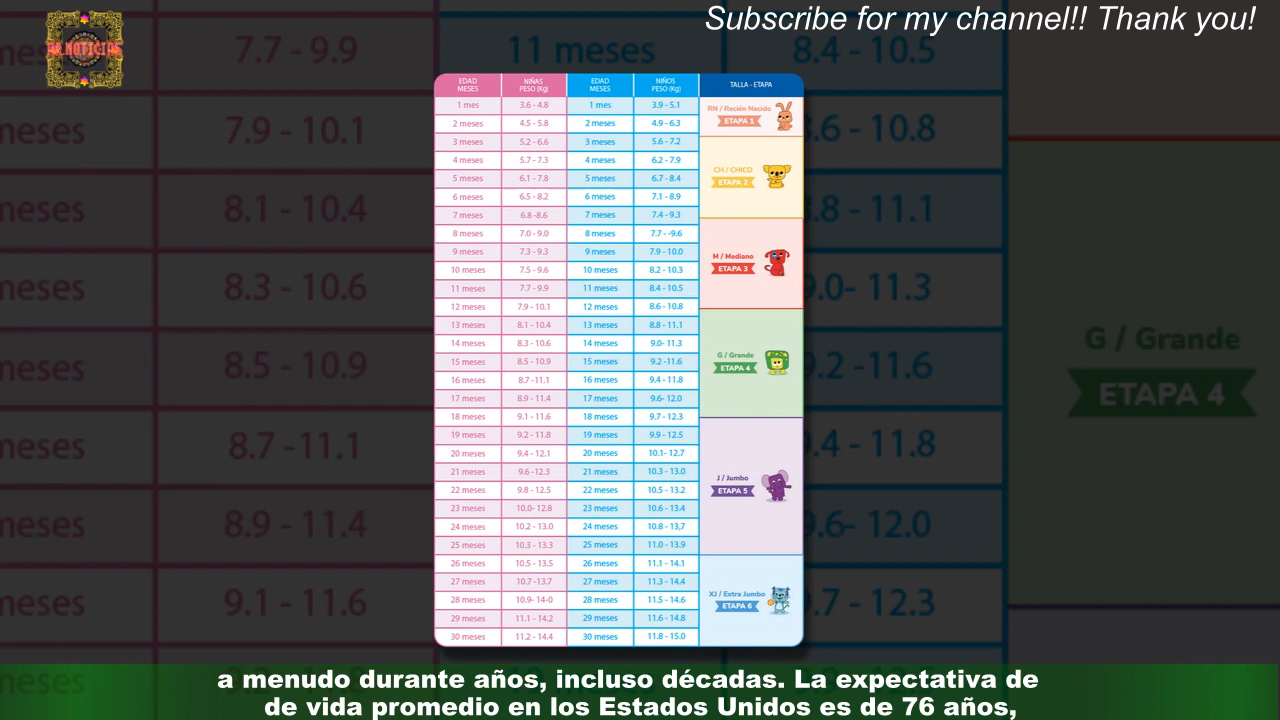 Subscribe for my channel!! Thank you!
NOTICIAS
EDAD MESES NIÑAS PESO (Kg) EDAD MESES NIÑOS PESO (Kg) TALLA - ETAPA
1 mes 3.6 - 4.8 1 mes 3.9 - 5.1
RN / Recién Nacido
ETAPA 1
2 meses 4.5 - 5.8 2 meses 4.9 - 6.3
3 meses 5.2 - 6.6 3 meses 5.6 - 7.2
4 meses 5.7 - 7.3 4 meses 6.2 - 7.9
CH / CHICO
ETAPA 2
5 meses 6.1 - 7.8 5 meses 6.7 - 8.4
6 meses 6.5 - 8.2 6 meses 7.1 - 8.9
7 meses 6.8 -8.6 7 meses 7.4 - 9.3
8 meses 7.0 - 9.0 8 meses 7.7 - -9.6
9 meses 7.3 - 9.3 9 meses 7.9 - 10.0
M / Mediano
ETAPA 3
10 meses 7.5 - 9.6 10 meses 8.2 - 10.3
11 meses 7.7 - 9.9 11 meses 8.4 - 10.5
12 meses 7.9 - 10.1 12 meses 8.6 - 10.8
13 meses 8.1 - 10.4 13 meses 8.8 - 11.1
14 meses 8.3 - 10.6 14 meses 9.0- 11.3
G / Grande
ETAPA 4
15 meses 8.5 - 10.9 15 meses 9.2 -11.6
16 meses 8.7 -11.1 16 meses 9.4 - 11.8
17 meses 8.9 - 11.4 17 meses 9.6- 12.0
18 meses 9.1 - 11.6 18 meses 9.7 - 12.3
19 meses 9.2 - 11.8 19 meses 9.9 - 12.5
20 meses 9.4 - 12.1 20 meses 10.1- 12.7
21 meses 9.6 -12.3 21 meses 10.3 - 13.0
J / Jumbo
ETAPA 5
22 meses 9.8 - 12.5 22 meses 10.5 - 13.2
23 meses 10.0- 12.8 23 meses 10.6 - 13.4
24 meses 10.2 - 13.0 24 meses 10.8 - 13,7
25 meses 10.3 - 13.3 25 meses 11.0 - 13.9
26 meses 10.5 - 13.5 26 meses 11.1 - 14.1
27 meses 10.7 -13.7 27 meses 11.3 - 14.4
XJ / Extra Jumbo
ETAPA 6
28 meses 10.9- 14-0 28 meses 11.5 - 14.6
29 meses 11.1 - 14.2 29 meses 11.6 - 14.8
30 meses 11.2 - 14.4 30 meses 11.8 - 15.0
a menudo durante años, incluso décadas. La expectativa de
de vida promedio en los Estados Unidos es de 76 años,